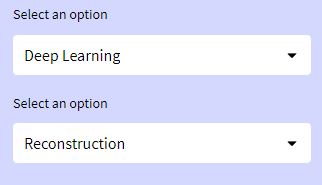 Select an option
Deep Learning
Select an option
Reconstruction